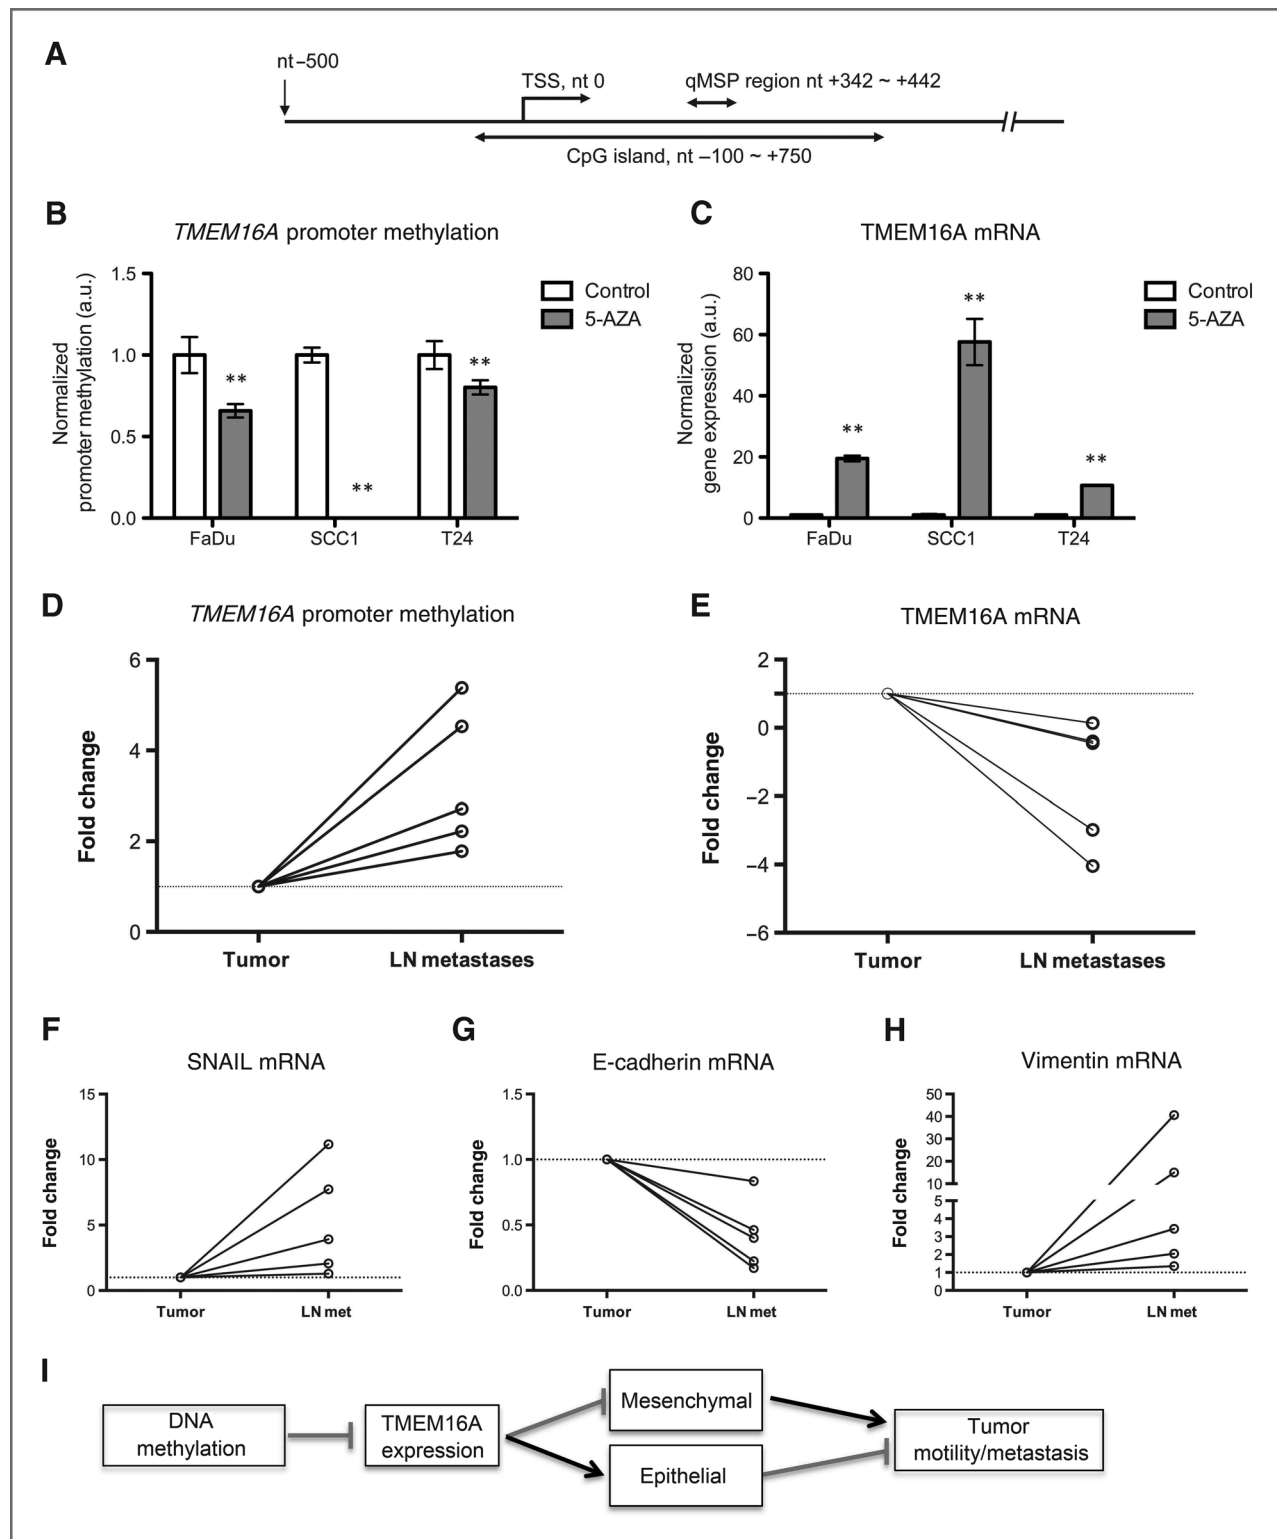 A
nt –500
TSS, nt 0
qMSP region nt +342 ~ +442
CpG island, nt –100 ~ +750
B
TMEM16A promoter methylation
Normalized
promoter methylation (a.u.)
1.5
1.0
0.5
0.0
**
**
**
FaDu
SCC1
T24
Control
5-AZA
C
TMEM16A mRNA
Normalized
gene expression (a.u.)
80
60
40
20
0
**
**
**
FaDu
SCC1
T24
Control
5-AZA
D
TMEM16A promoter methylation
Fold change
6
4
2
0
Tumor
LN metastases
E
TMEM16A mRNA
Fold change
2
0
–2
–4
–6
Tumor
LN metastases
F
SNAIL mRNA
Fold change
15
10
5
0
Tumor
LN met
G
E-cadherin mRNA
Fold change
1.5
1.0
0.5
0.0
Tumor
LN met
H
Vimentin mRNA
Fold change
50
40
30
20
10
5
4
3
2
1
0
Tumor
LN met
I
DNA
methylation
TMEM16A
expression
Mesenchymal
Epithelial
Tumor
motility/metastasis